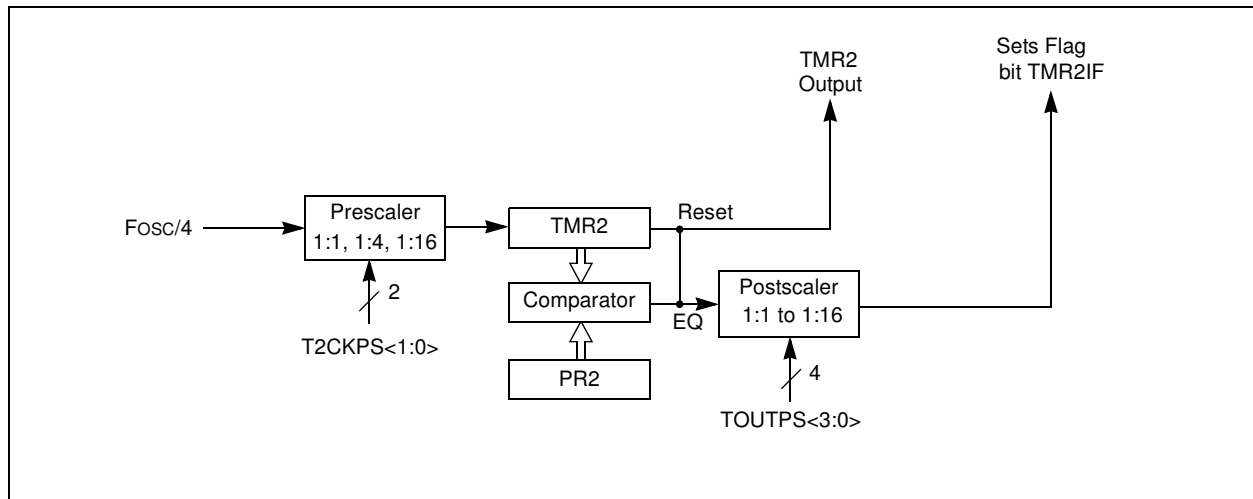 TMR2
Output
Sets Flag
bit TMR2IF
FOSC/4
Prescaler
1:1, 1:4, 1:16
2
T2CKPS<1:0>
TMR2
Reset
Comparator
EQ
PR2
Postscaler
1:1 to 1:16
4
TOUTPS<3:0>